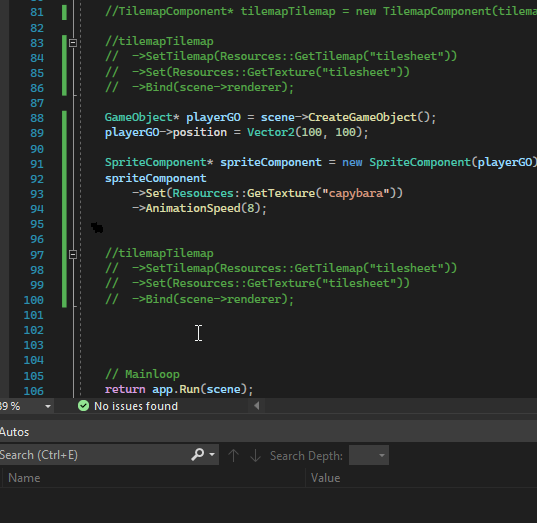 81 //TilemapComponent* tilemapTilemap = new TilemapComponent(tilema
82
83 //tilemapTilemap
84 // ->SetTilemap(Resources::GetTilemap("tilesheet"))
85 // ->Set(Resources::GetTexture("tilesheet"))
86 // ->Bind(scene->renderer);
87
88 GameObject* playerGO = scene->CreateGameObject();
89 playerGO->position = Vector2(100, 100);
90
91 SpriteComponent* spriteComponent = new SpriteComponent(playerGO)
92 spriteComponent
93 ->Set(Resources::GetTexture("capybara"))
94 ->AnimationSpeed(8);
95
96
97 //tilemapTilemap
98 // ->SetTilemap(Resources::GetTilemap("tilesheet"))
99 // ->Set(Resources::GetTexture("tilesheet"))
100 // ->Bind(scene->renderer);
101
102
103
104
105 // Mainloop
106 return app.Run(scene);
39 % No issues found
Autos
Search (Ctrl+E) Search Depth:
Name Value